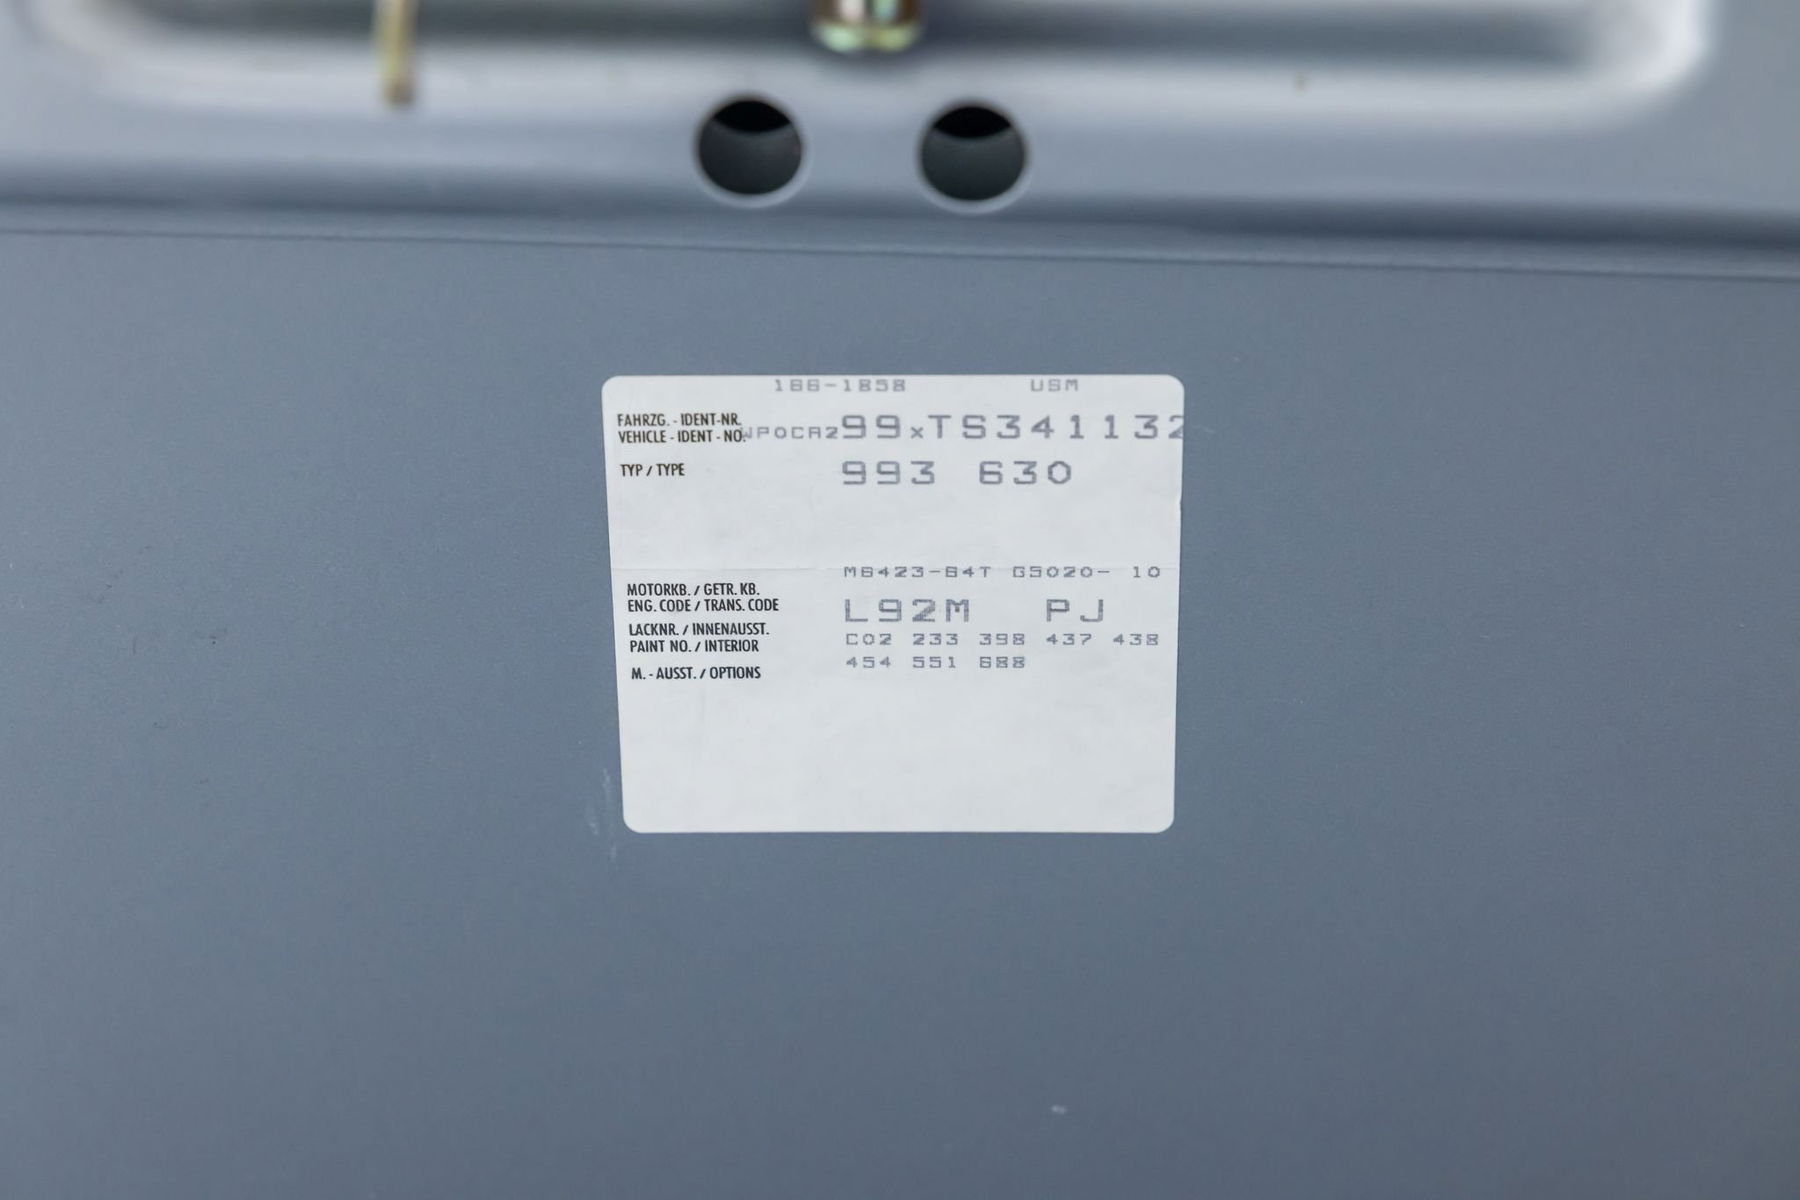 166-1858 USM
FAHRZG. - IDENT-NR.
VEHICLE - IDENT - NO. WP0CA299xTS341132
TYP / TYPE 993 630
M6423-64T G5020- 10
MOTORKB. / GETR. KB.
ENG. CODE / TRANS. CODE
L92M PJ
LACKNR. / INNENAUSST.
PAINT NO. / INTERIOR
C02 233 398 437 438
454 551 688
M. - AUSST. / OPTIONS